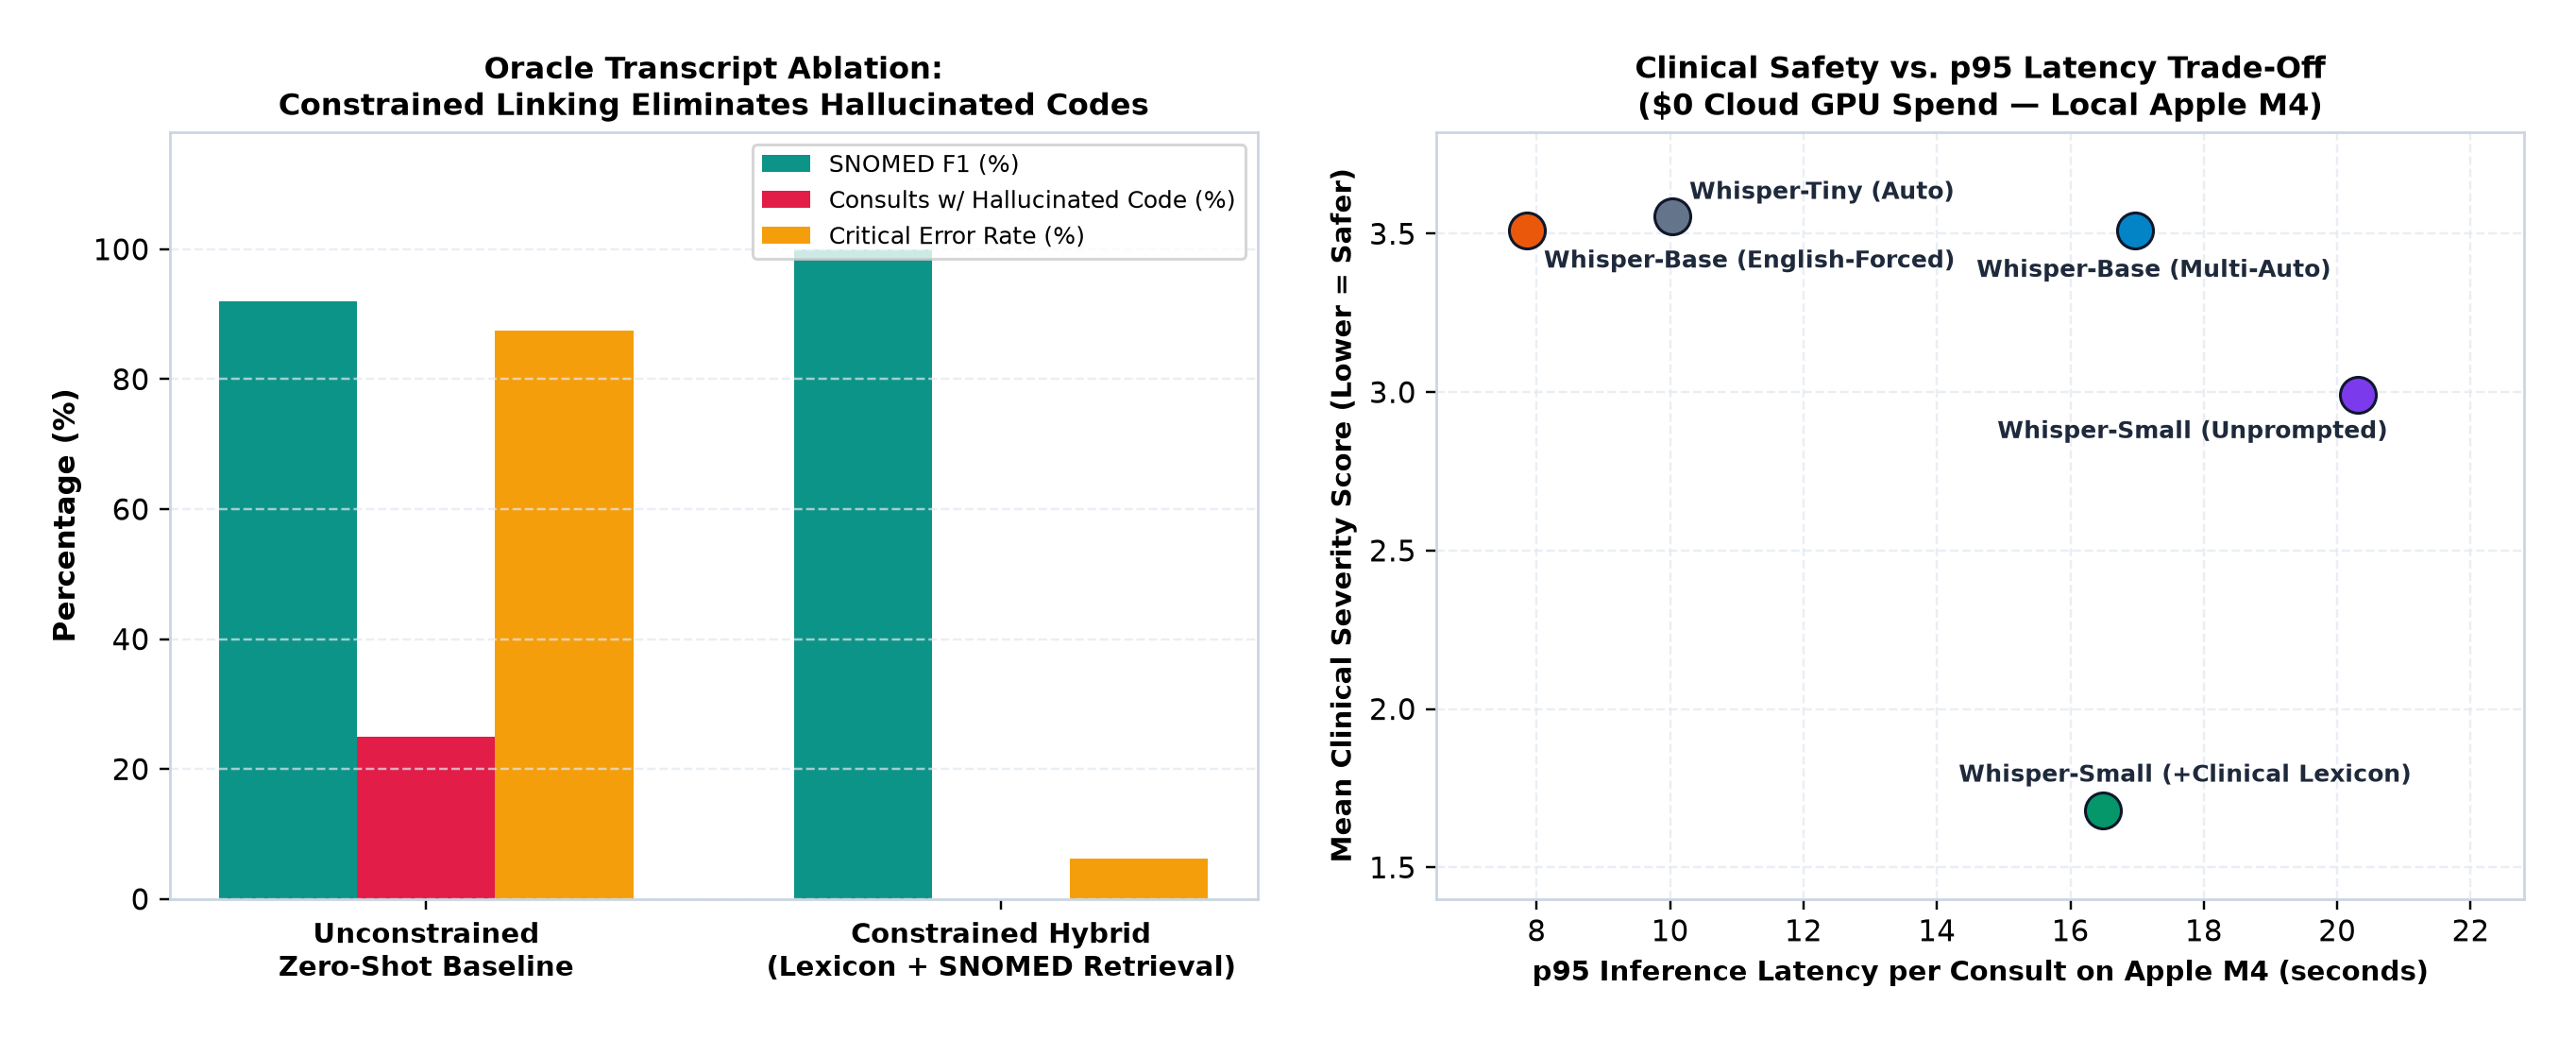 Oracle Transcript Ablation:
Constrained Linking Eliminates Hallucinated Codes
SNOMED F1 (%)
Consults w/ Hallucinated Code (%)
Critical Error Rate (%)
Percentage (%)
100
80
60
40
20
0
Unconstrained
Zero-Shot Baseline
Constrained Hybrid
(Lexicon + SNOMED Retrieval)
Clinical Safety vs. p95 Latency Trade-Off
($0 Cloud GPU Spend — Local Apple M4)
Mean Clinical Severity Score (Lower = Safer)
3.5
3.0
2.5
2.0
1.5
Whisper-Tiny (Auto)
Whisper-Base (English-Forced)
Whisper-Base (Multi-Auto)
Whisper-Small (Unprompted)
Whisper-Small (+Clinical Lexicon)
8
10
12
14
16
18
20
22
p95 Inference Latency per Consult on Apple M4 (seconds)